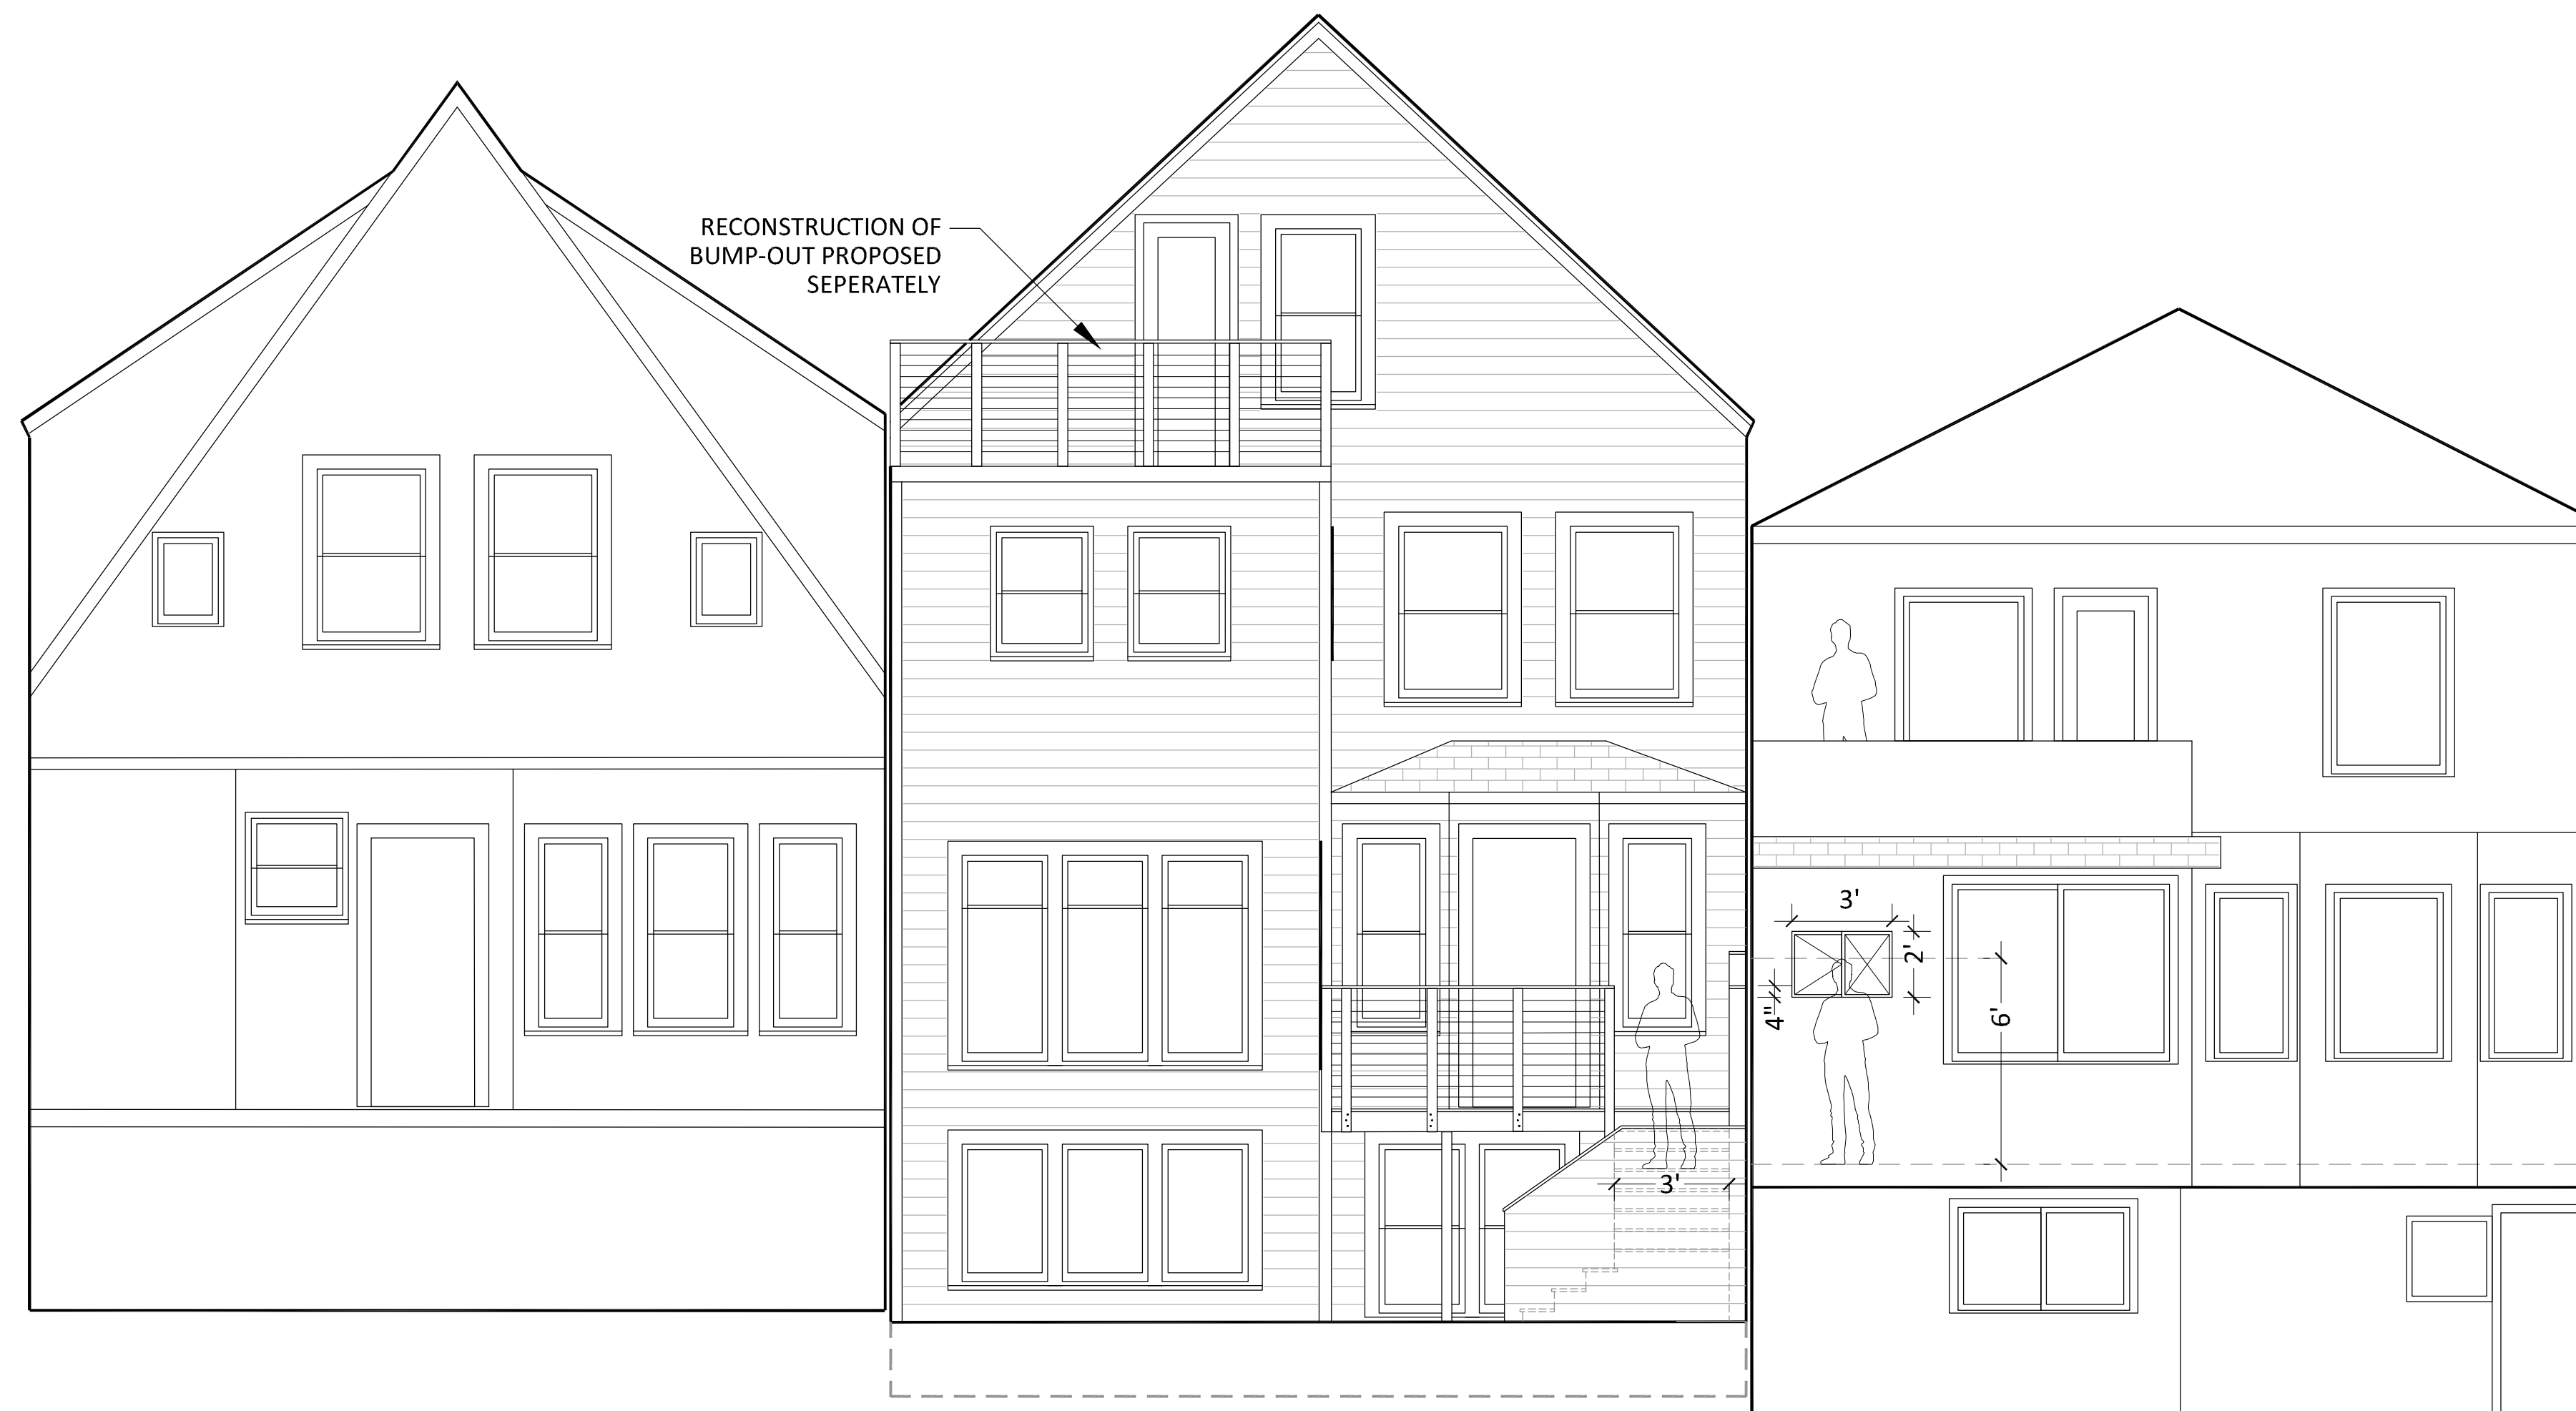 RECONSTRUCTION OF
BUMP-OUT PROPOSED
SEPERATELY
3'
2'
4"
6'
3'